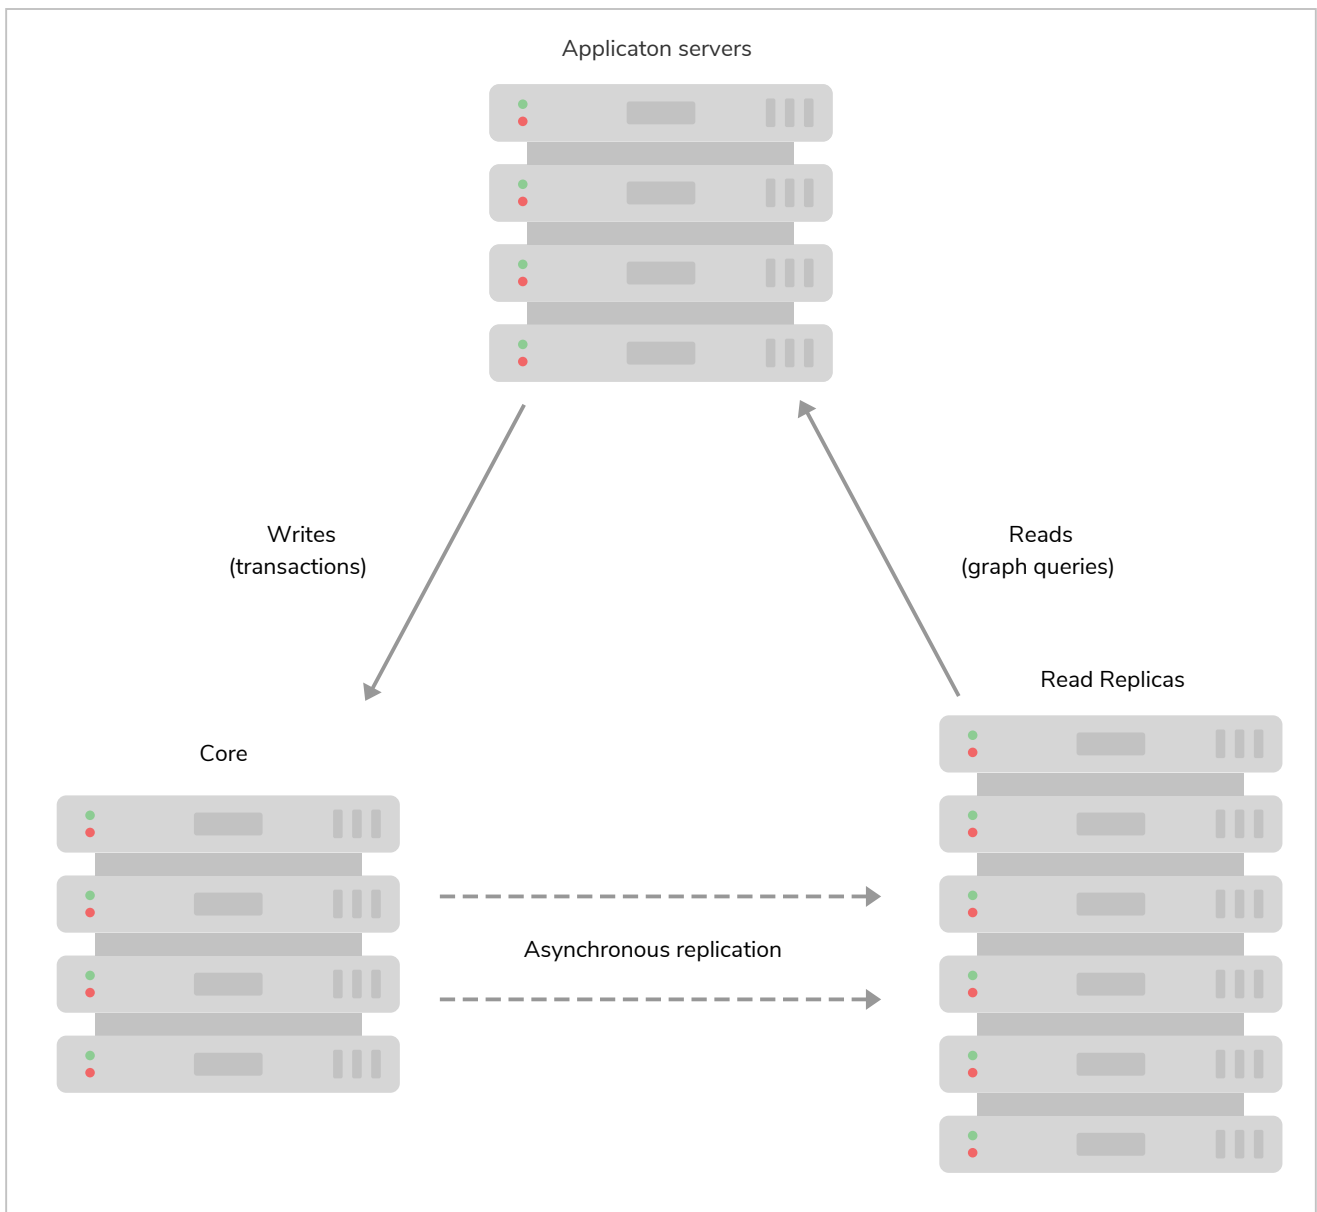 Applicaton servers
Writes
(transactions)
Reads
(graph queries)
Read Replicas
Core
Asynchronous replication